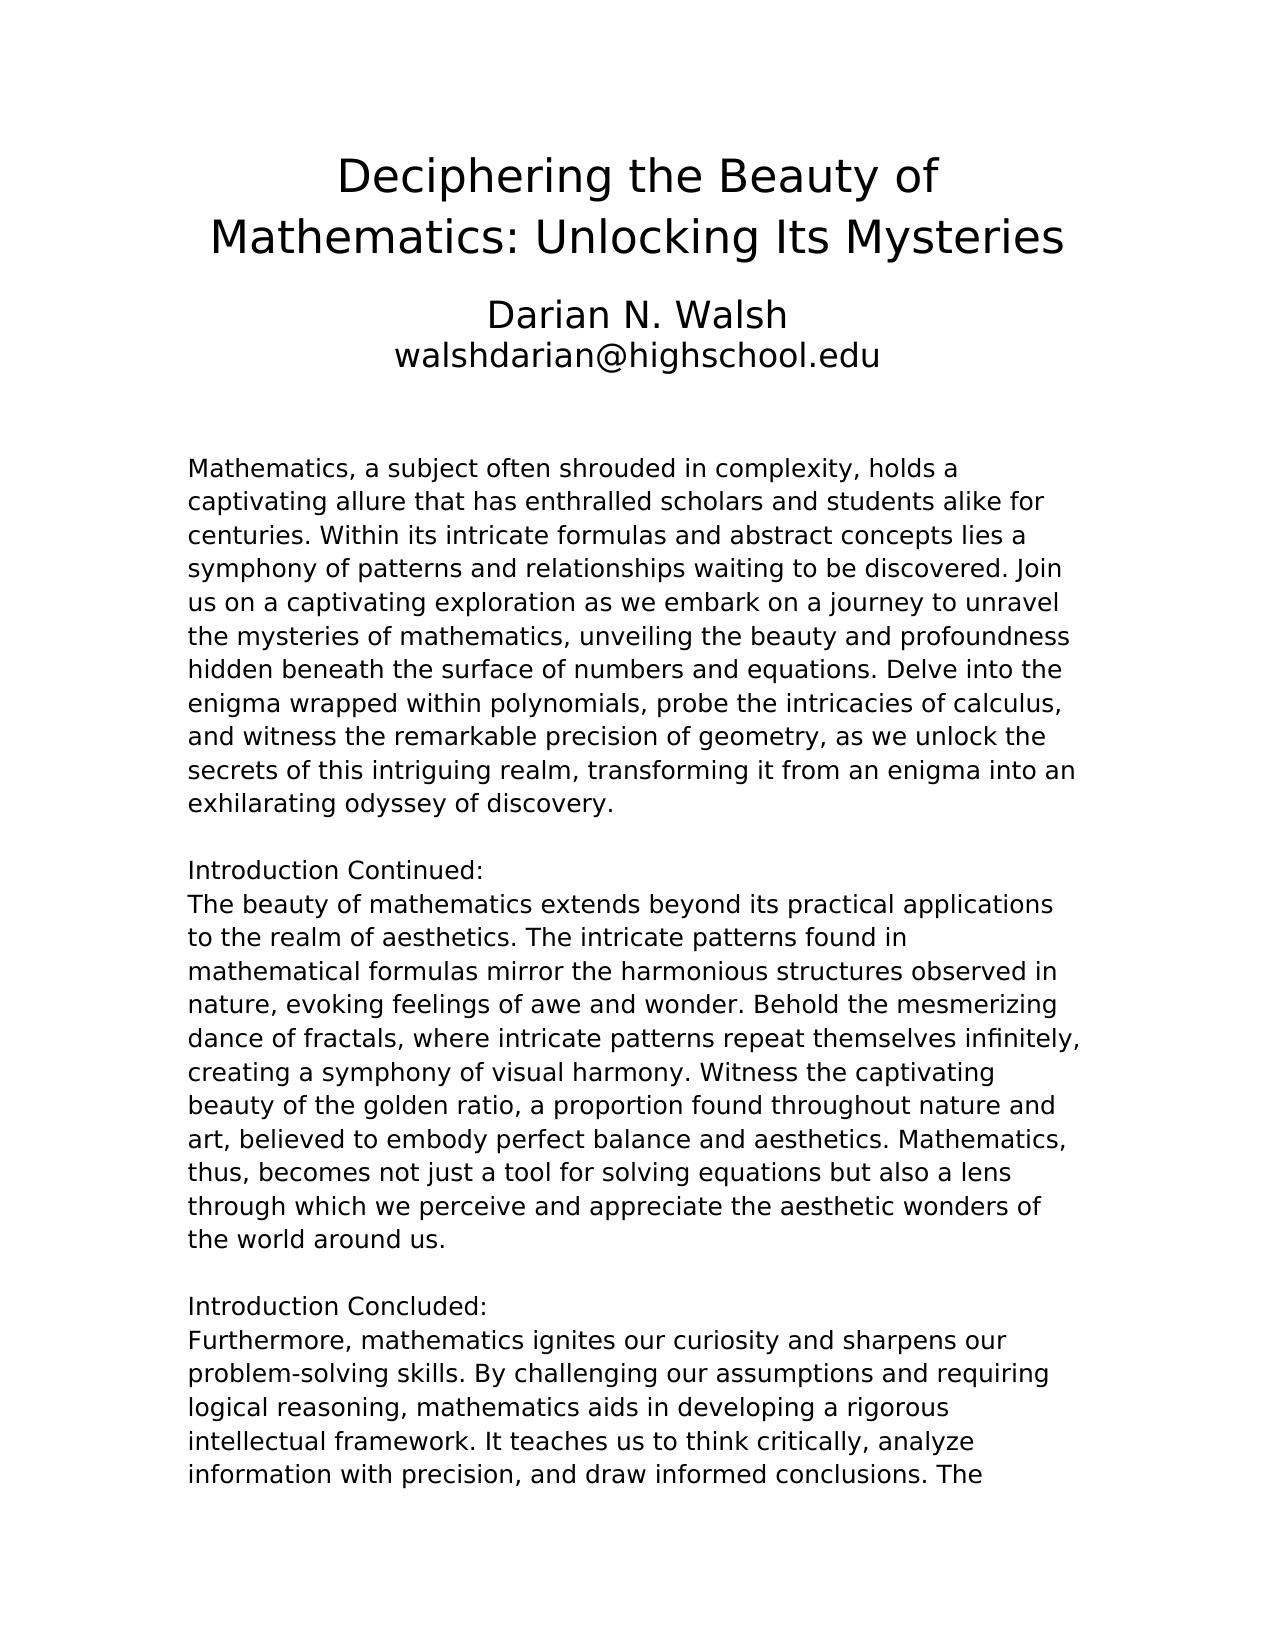 Deciphering the Beauty of
Mathematics: Unlocking Its Mysteries
Darian N. Walsh
walshdarian@highschool.edu
Mathematics, a subject often shrouded in complexity, holds a
captivating allure that has enthralled scholars and students alike for
centuries. Within its intricate formulas and abstract concepts lies a
symphony of patterns and relationships waiting to be discovered. Join
us on a captivating exploration as we embark on a journey to unravel
the mysteries of mathematics, unveiling the beauty and profoundness
hidden beneath the surface of numbers and equations. Delve into the
enigma wrapped within polynomials, probe the intricacies of calculus,
and witness the remarkable precision of geometry, as we unlock the
secrets of this intriguing realm, transforming it from an enigma into an
exhilarating odyssey of discovery.
Introduction Continued:
The beauty of mathematics extends beyond its practical applications
to the realm of aesthetics. The intricate patterns found in
mathematical formulas mirror the harmonious structures observed in
nature, evoking feelings of awe and wonder. Behold the mesmerizing
dance of fractals, where intricate patterns repeat themselves infinitely,
creating a symphony of visual harmony. Witness the captivating
beauty of the golden ratio, a proportion found throughout nature and
art, believed to embody perfect balance and aesthetics. Mathematics,
thus, becomes not just a tool for solving equations but also a lens
through which we perceive and appreciate the aesthetic wonders of
the world around us.
Introduction Concluded:
Furthermore, mathematics ignites our curiosity and sharpens our
problem-solving skills. By challenging our assumptions and requiring
logical reasoning, mathematics aids in developing a rigorous
intellectual framework. It teaches us to think critically, analyze
information with precision, and draw informed conclusions. The